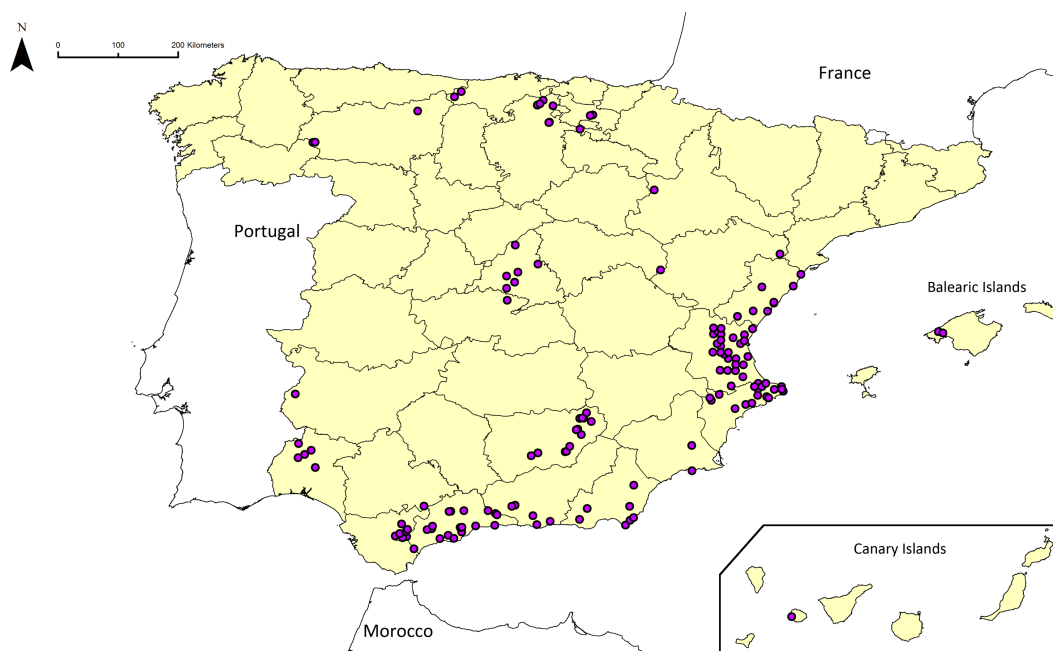 N
0 100 200 Kilometers
France
Portugal
Balearic Islands
Canary Islands
Morocco